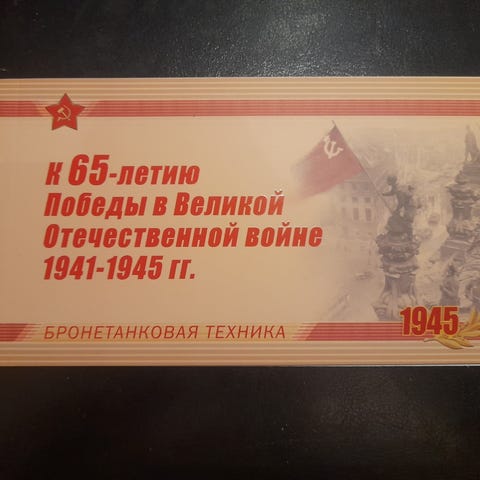 К 65-летию
Победы в Великой
Отечественной войне
1941-1945 гг.
1945
БРОНЕТАНКОВАЯ ТЕХНИКА